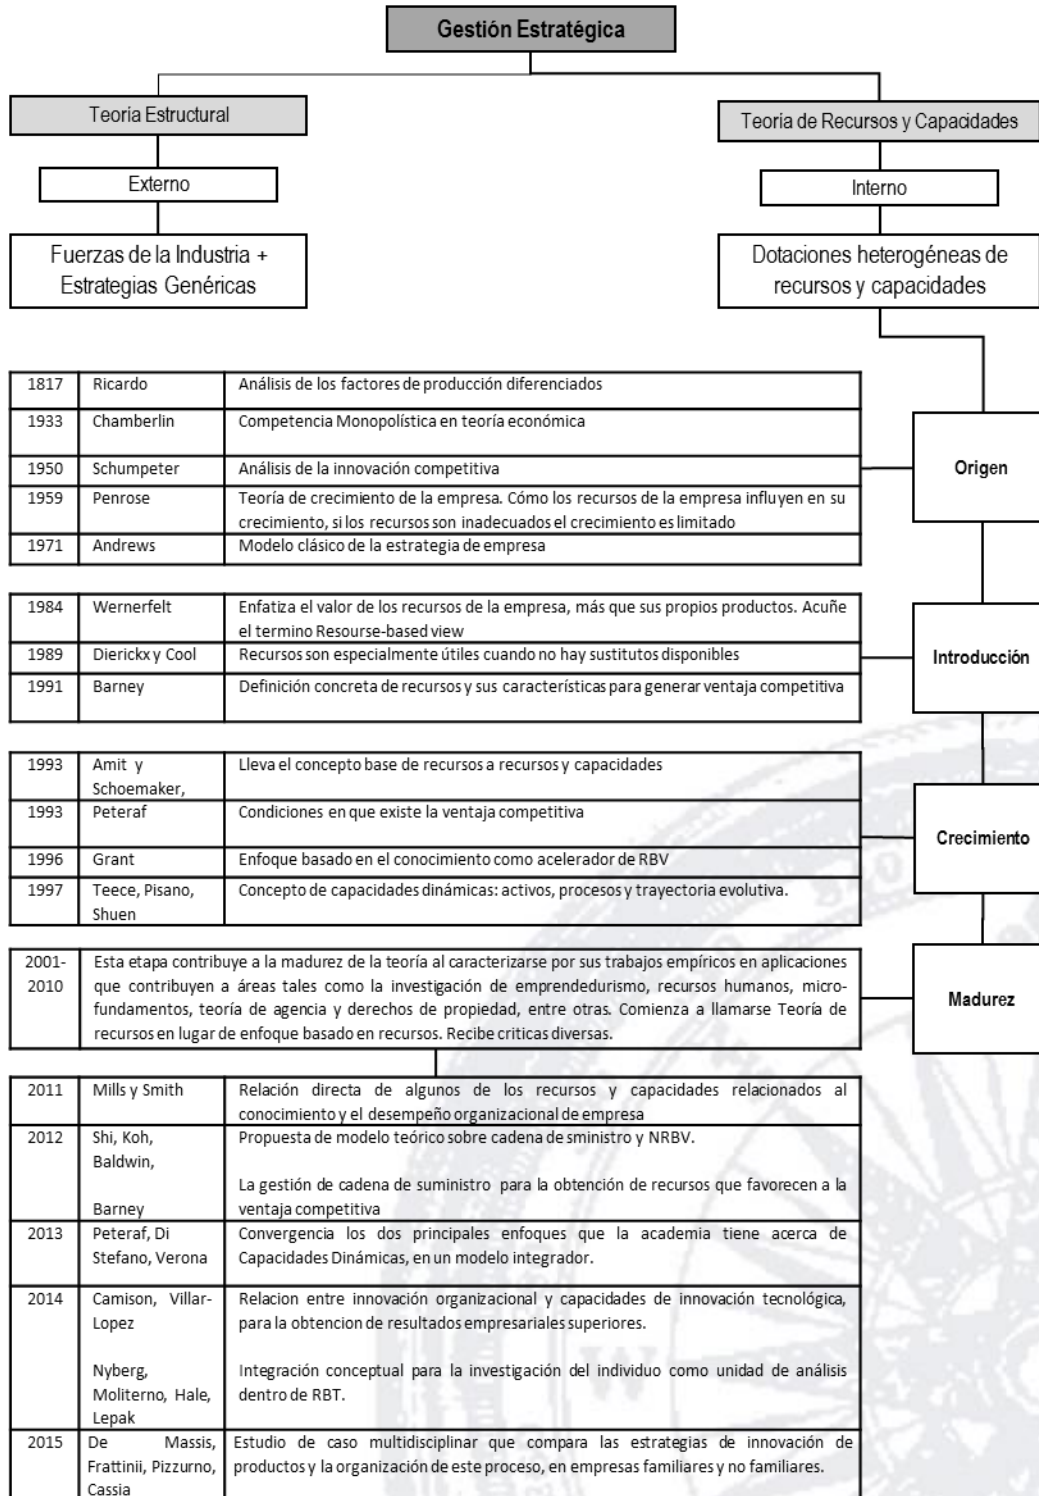 Gestión Estratégica
Teoría Estructural
Teoría de Recursos y Capacidades
Externo
Interno
Fuerzas de la Industria +
Estrategias Genéricas
Dotaciones heterogéneas de
recursos y capacidades
1817 Ricardo Análisis de los factores de producción diferenciados
1933 Chamberlin Competencia Monopolística en teoría económica
1950 Schumpeter Análisis de la innovación competitiva
Origen
1959 Penrose Teoría de crecimiento de la empresa. Cómo los recursos de la empresa influyen en su
crecimiento, si los recursos son inadecuados el crecimiento es limitado
1971 Andrews Modelo clásico de la estrategia de empresa
1984 Wernerfelt Enfatiza el valor de los recursos de la empresa, más que sus propios productos. Acuñe
el termino Resourse-based view
1989 Dierickx y Cool Recursos son especialmente útiles cuando no hay sustitutos disponibles
Introducción
1991 Barney Definición concreta de recursos y sus características para generar ventaja competitiva
1993 Amit y Lleva el concepto base de recursos a recursos y capacidades
Schoemaker,
1993 Peteraf Condiciones en que existe la ventaja competitiva
Crecimiento
1996 Grant Enfoque basado en el conocimiento como acelerador de RBV
1997 Teece, Pisano, Concepto de capacidades dinámicas: activos, procesos y trayectoria evolutiva.
Shuen
2001- Esta etapa contribuye a la madurez de la teoría al caracterizarse por sus trabajos empíricos en aplicaciones
2010 que contribuyen a áreas tales como la investigación de emprendedurismo, recursos humanos, micro-
fundamentos, teoría de agencia y derechos de propiedad, entre otras. Comienza a llamarse Teoría de
Madurez
recursos en lugar de enfoque basado en recursos. Recibe criticas diversas.
2011 Mills y Smith Relación directa de algunos de los recursos y capacidades relacionados al
conocimiento y el desempeño organizacional de empresa
2012 Shi, Koh, Propuesta de modelo teórico sobre cadena de sministro y NRBV.
Baldwin,
La gestión de cadena de suministro para la obtención de recursos que favorecen a la
Barney ventaja competitiva
2013 Peteraf, Di Convergencia los dos principales enfoques que la academia tiene acerca de
Stefano, Verona Capacidades Dinámicas, en un modelo integrador.
2014 Camison, Villar- Relacion entre innovación organizacional y capacidades de innovación tecnológica,
Lopez para la obtencion de resultados empresariales superiores.
Nyberg, Integración conceptual para la investigación del individuo como unidad de análisis
Moliterno, Hale, dentro de RBT.
Lepak
2015 De Massis, Estudio de caso multidisciplinar que compara las estrategias de innovación de
Frattinii, Pizzurno, productos y la organización de este proceso, en empresas familiares y no familiares.
Cassia
W